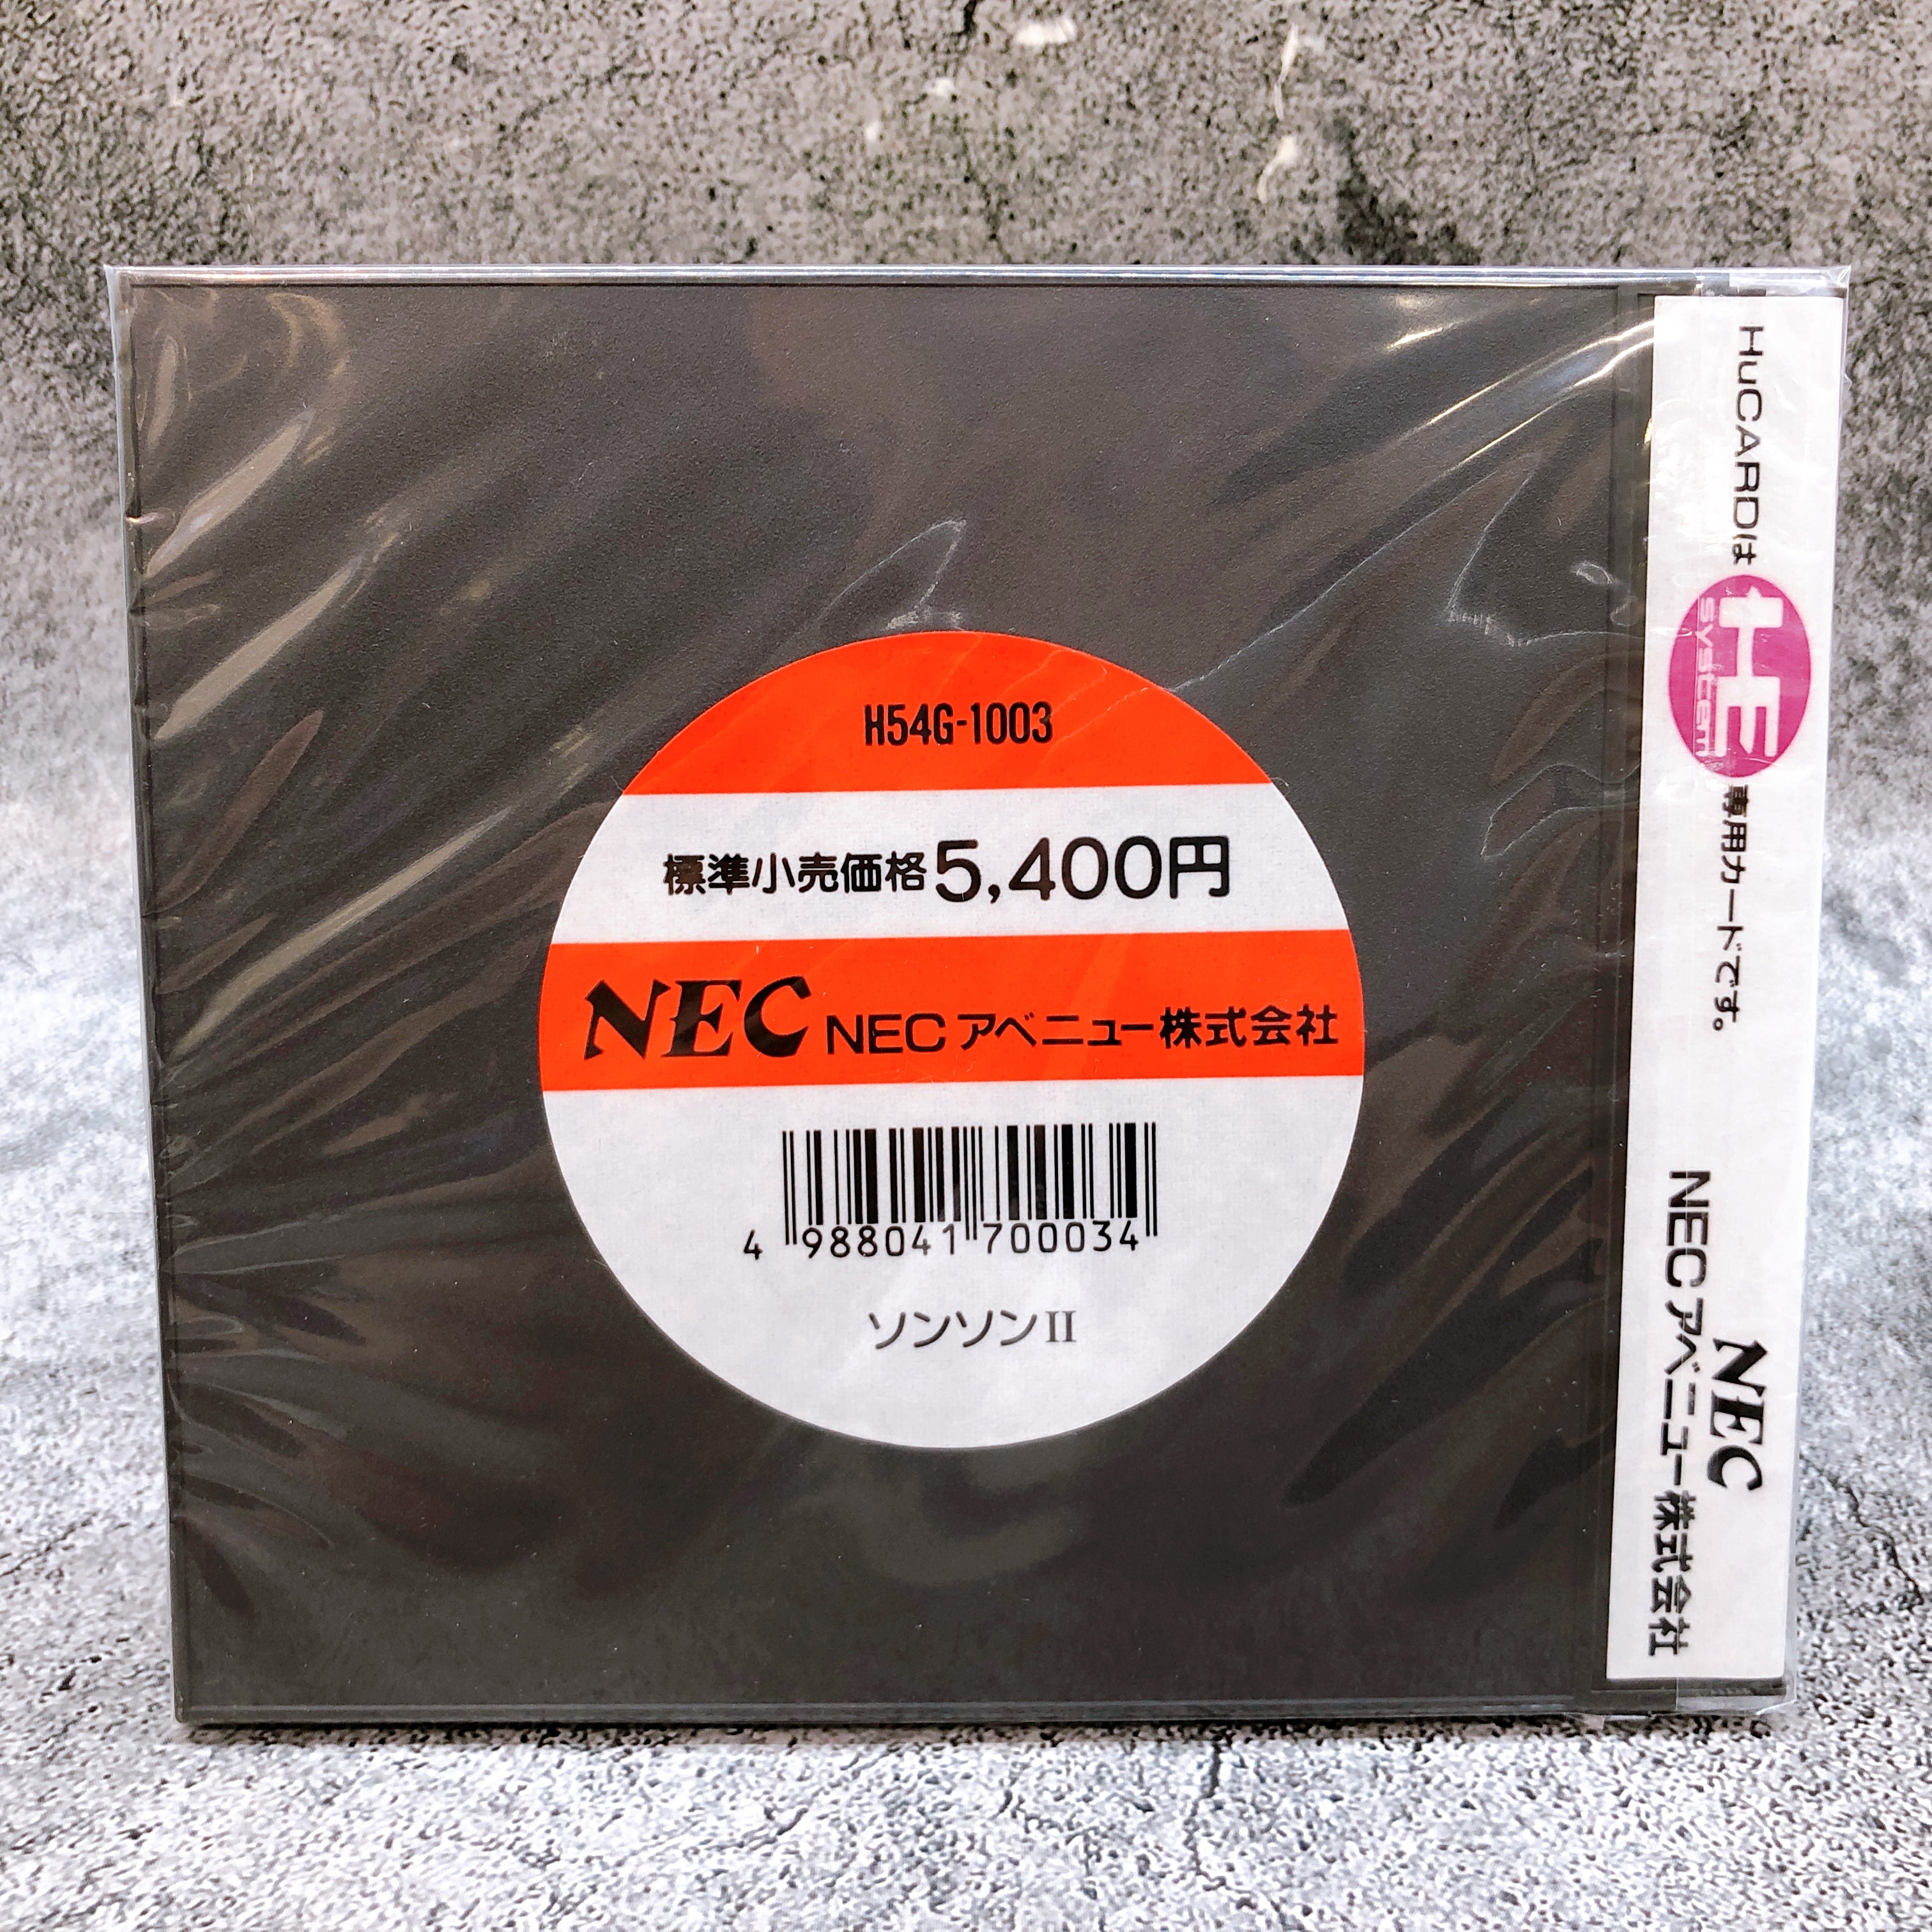 H54G-1003
標準小売価格5,400円
NEC NECアベニュー株式会社
4 988041 700034
ソンソンII
HuCARDは HE system 専用カードです。
NEC
NECアベニュー株式会社